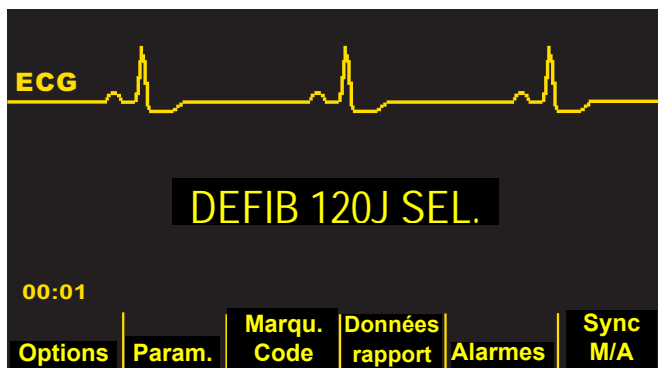 ECG
DEFIB 120J SEL.
00:01
Options
Param.
Marqu.
Code
Données
rapport
Alarmes
Sync
M/A